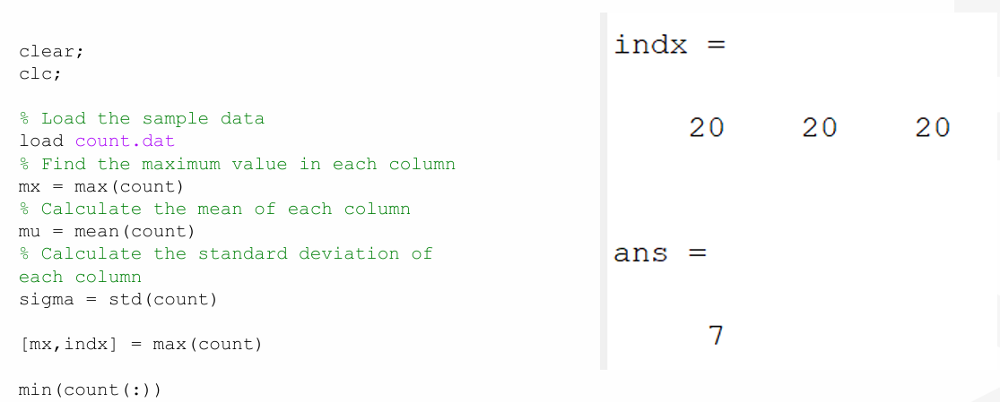 clear;
clc;
% Load the sample data
load count.dat
% Find the maximum value in each column
mx = max(count)
% Calculate the mean of each column
mu = mean(count)
% Calculate the standard deviation of
each column
sigma = std(count)
[mx,indx] = max(count)
min(count(:))
indx =
20 20 20
ans =
7